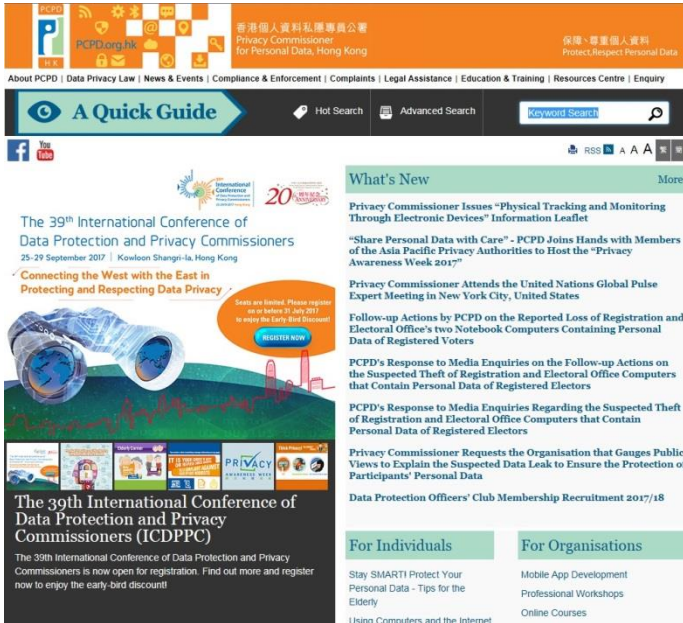 PCPD
HK
PCPD.org.hk
香港個人資料私隱專員公署
Privacy Commissioner
for Personal Data, Hong Kong
保障、尊重個人資料
Protect,Respect Personal Data
About PCPD | Data Privacy Law | News & Events | Compliance & Enforcement | Complaints | Legal Assistance | Education & Training | Resources Centre | Enquiry
A Quick Guide
Hot Search
Advanced Search
Keyword Search
You
Tube
RSS A A A 繁 簡
International
Conference
20
The 39th International Conference of
Data Protection and Privacy Commissioners
25-29 September 2017 | Kowloon Shangri-la, Hong Kong
Connecting the West with the East in
Protecting and Respecting Data Privacy
Seats are limited. Please register
on or before 31 July 2017
to enjoy the Early-Bird Discount!
REGISTER NOW
PRIVACY
AWARENESS WEEK
The 39th International Conference of
Data Protection and Privacy
Commissioners (ICDPPC)
The 39th International Conference of Data Protection and Privacy
Commissioners is now open for registration. Find out more and register
now to enjoy the early-bird discount!
What's New
More
Privacy Commissioner Issues “Physical Tracking and Monitoring
Through Electronic Devices” Information Leaflet
“Share Personal Data with Care” - PCPD Joins Hands with Members
of the Asia Pacific Privacy Authorities to Host the “Privacy
Awareness Week 2017”
Privacy Commissioner Attends the United Nations Global Pulse
Expert Meeting in New York City, United States
Follow-up Actions by PCPD on the Reported Loss of Registration and
Electoral Office's two Notebook Computers Containing Personal
Data of Registered Voters
PCPD's Response to Media Enquiries on the Follow-up Actions on
the Suspected Theft of Registration and Electoral Office Computers
that Contain Personal Data of Registered Electors
PCPD's Response to Media Enquiries Regarding the Suspected Theft
of Registration and Electoral Office Computers that Contain
Personal Data of Registered Electors
Privacy Commissioner Requests the Organisation that Gauges Public
Views to Explain the Suspected Data Leak to Ensure the Protection of
Participants' Personal Data
Data Protection Officers' Club Membership Recruitment 2017/18
For Individuals
Stay SMART! Protect Your
Personal Data - Tips for the
Elderly
Using Computers and the Internet
For Organisations
Mobile App Development
Professional Workshops
Online Courses